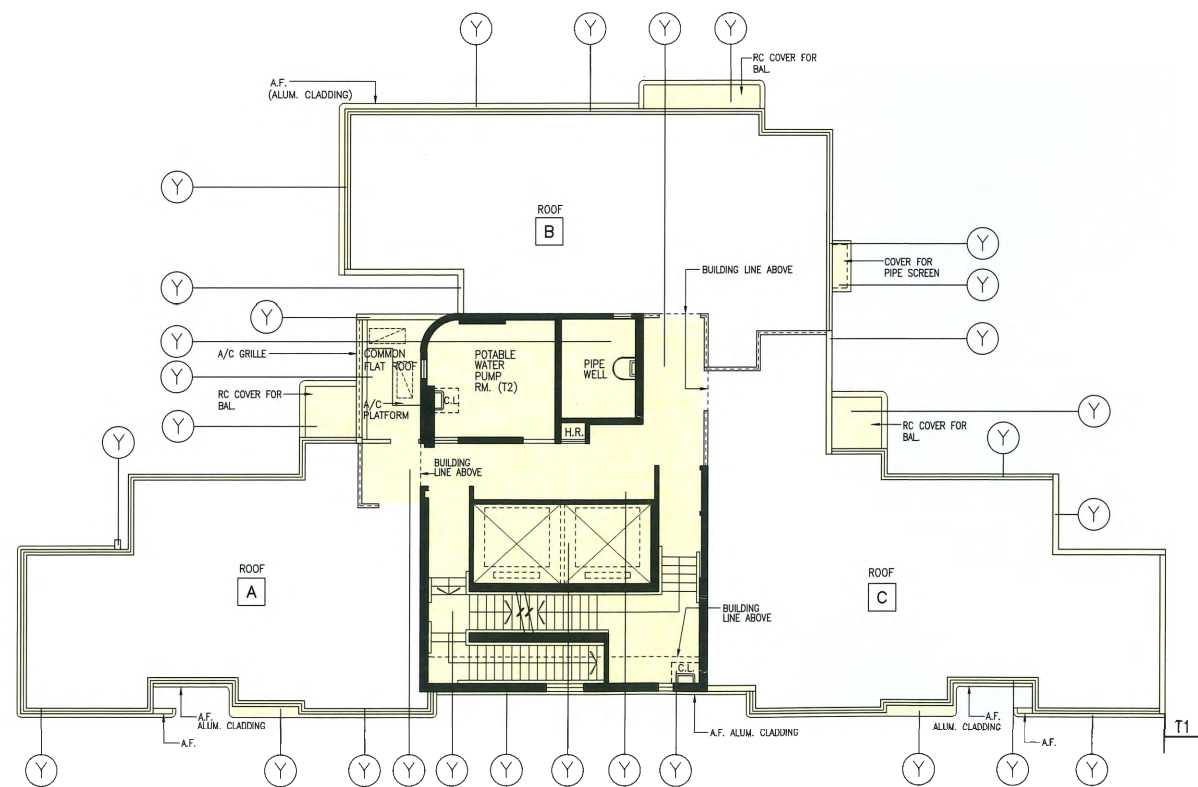 Y Y Y Y
RC COVER FOR
BAL.
A.F.
(ALUM. CLADDING)
Y
ROOF
B
Y
COVER FOR
PIPE SCREEN
Y
BUILDING LINE ABOVE
Y
Y
Y
Y
A/C GRILLE
COMMON
FLAT ROOF
POTABLE
WATER
PUMP
RM. (T2)
PIPE
WELL
Y
Y
RC COVER FOR
BAL.
A/C
PLATFORM
C.L.
Y
H.R.
Y
RC COVER FOR
BAL.
Y
Y
BUILDING
LINE ABOVE
Y
ROOF
A
ROOF
C
BUILDING
LINE ABOVE
C.L.
A.F.
ALUM. CLADDING
A.F.
A.F. ALUM. CLADDING
A.F.
ALUM. CLADDING
A.F.
T1
Y Y Y Y Y Y Y Y Y Y Y Y